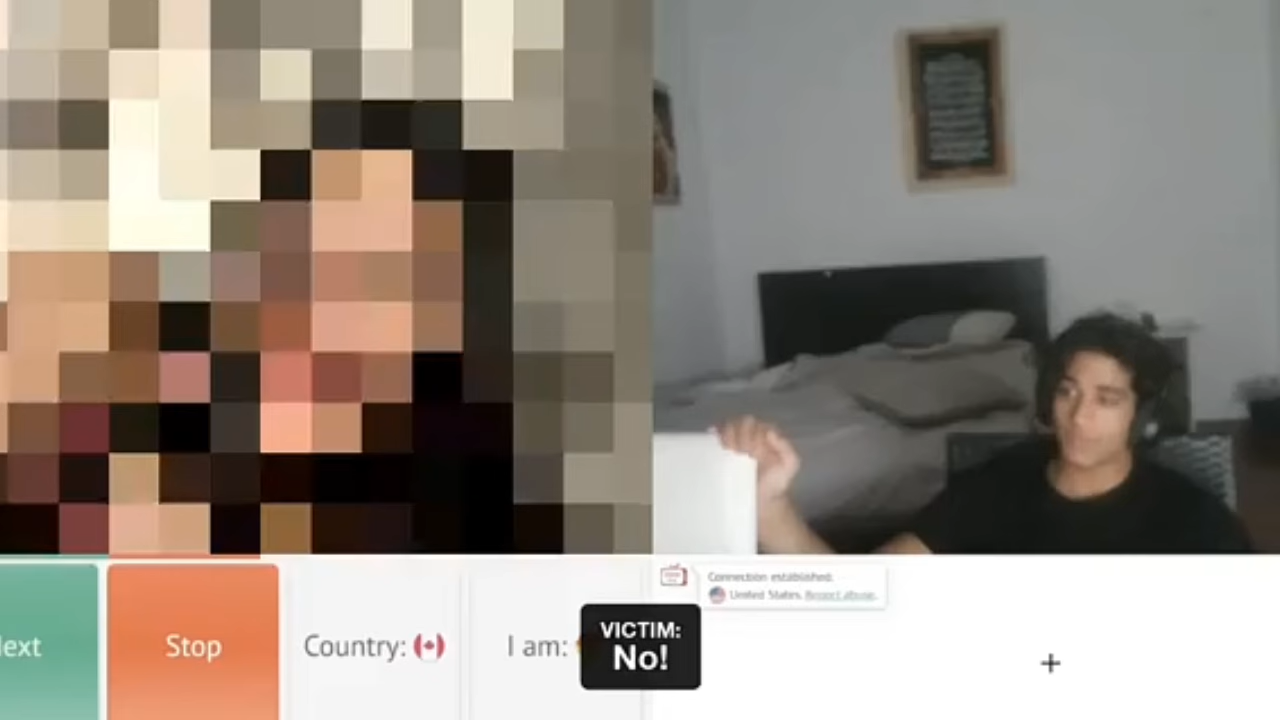 Connection established:
United States. Report abuse.
ext
Stop
Country:
I am:
VICTIM:
No!